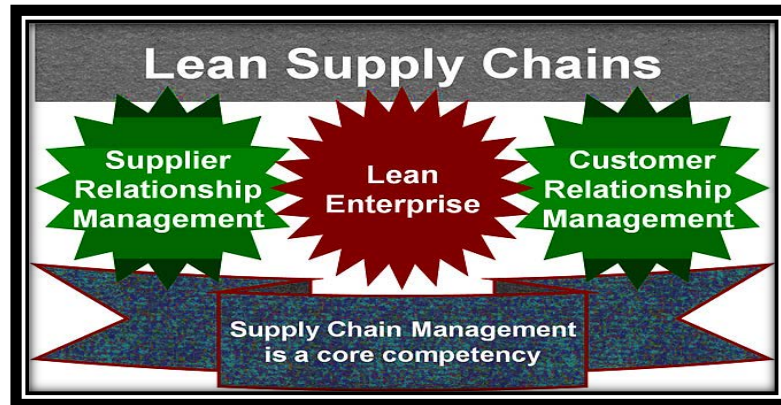 Lean Supply Chains
Supplier
Relationship
Management
Lean
Enterprise
Customer
Relationship
Management
Supply Chain Management
is a core competency